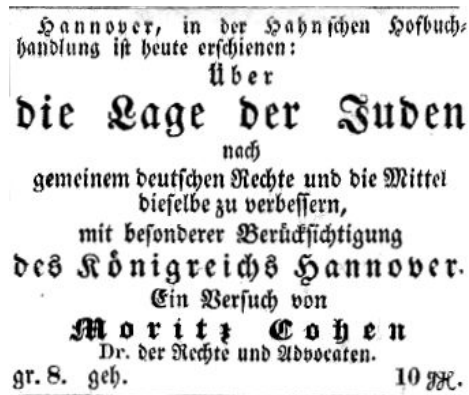 Hannover, in der Hahnschen Hofbuch-
handlung ist heute erschienen:
Über
die Lage der Juden
nach
gemeinem deutschen Rechte und die Mittel
dieselbe zu verbessern,
mit besonderer Berücksichtigung
des Königreichs Hannover.
Ein Versuch von
Moritz Cohen
Dr. der Rechte und Advocaten.
gr. 8. geh. 10